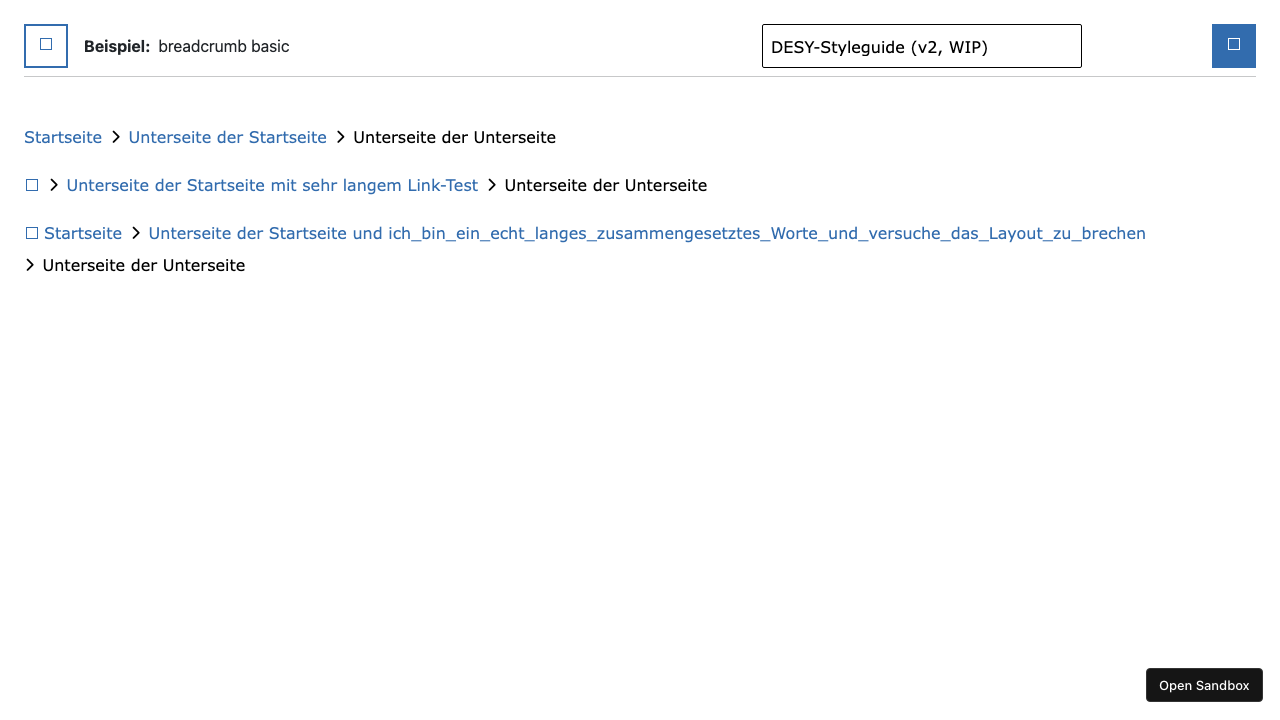 Beispiel: breadcrumb basic
DESY-Styleguide (v2, WIP)
Startseite > Unterseite der Startseite > Unterseite der Unterseite
> Unterseite der Startseite mit sehr langem Link-Test > Unterseite der Unterseite
Startseite > Unterseite der Startseite und ich_bin_ein_echt_langes_zusammengesetztes_Worte_und_versuche_das_Layout_zu_brechen
> Unterseite der Unterseite
Open Sandbox